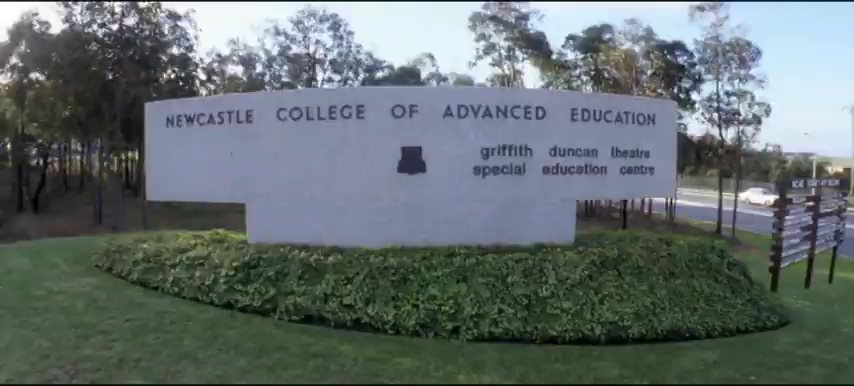 NEWCASTLE COLLEGE OF ADVANCED EDUCATION
griffith duncan theatre
special education centre